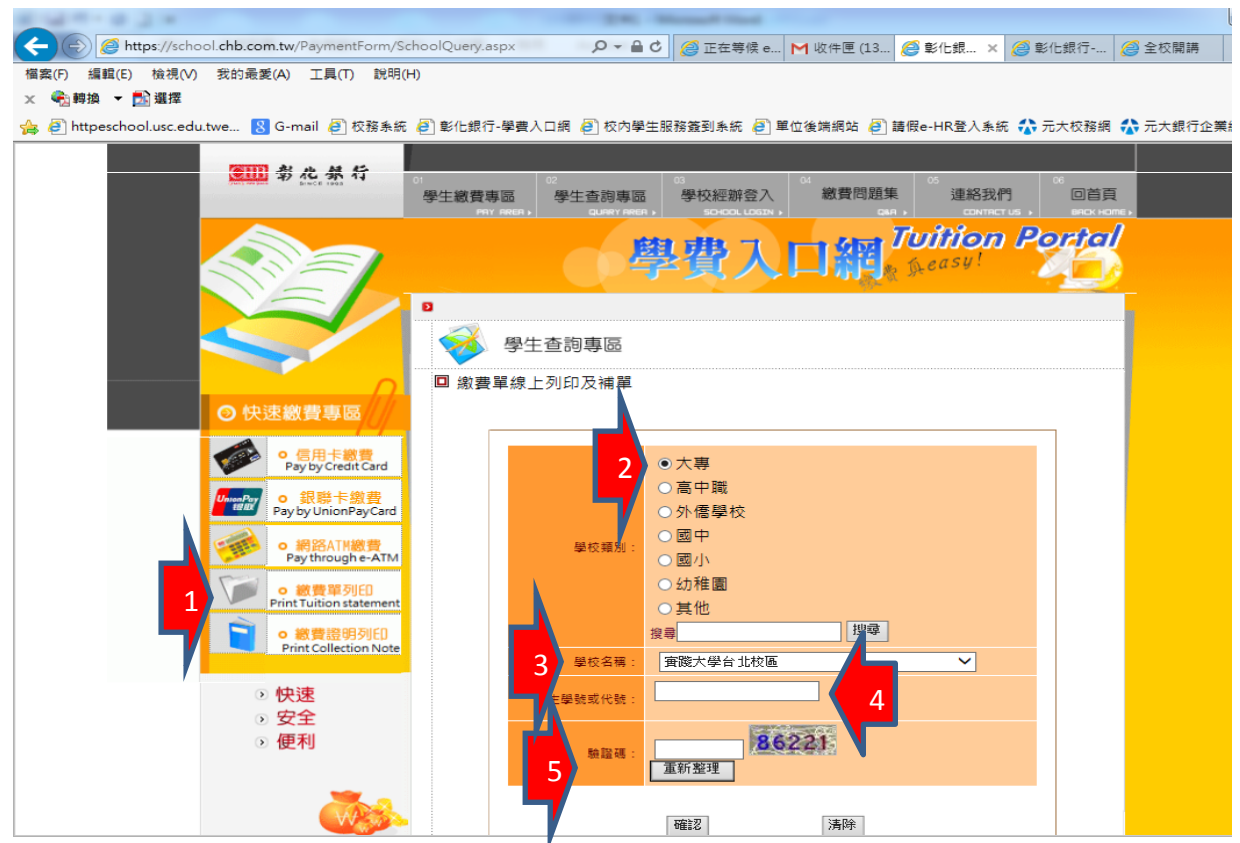 https://school.chb.com.tw/PaymentForm/SchoolQuery.aspx
正在等候 e...
收件匣 (13...
彰化銀...
彰化銀行-...
全校開講
檔案(F) 編輯(E) 檢視(V) 我的最愛(A) 工具(T) 說明(H)
轉換 選擇
httpeschool.usc.edu.twe... G-mail 校務系統 彰化銀行-學費入口網 校內學生服務簽到系統 單位後端網站 請假e-HR登入系統 元大校務網 元大銀行企業
CHB 彰化銀行
SINCE 1905
01 學生繳費專區 PAY AREA
02 學生查詢專區 QUARY AREA
03 學校經辦登入 SCHOOL LOGIN
04 繳費問題集 Q&A
05 連絡我們 CONTACT US
06 回首頁 BACK HOME
學費入口網 Tuition Portal
繳費真easy!
學生查詢專區
繳費單線上列印及補單
快速繳費專區
信用卡繳費
Pay by Credit Card
UnionPay 银联
銀聯卡繳費
Pay by UnionPayCard
網路ATM繳費
Pay through e-ATM
1
繳費單列印
Print Tuition statement
繳費證明列印
Print Collection Note
快速
安全
便利
2
學校類別：
大專
高中職
外僑學校
國中
國小
幼稚園
其他
搜尋 搜尋
3
學校名稱： 實踐大學台北校區
生學號或代號：
4
5
驗證碼： 86221
重新整理
確認 清除